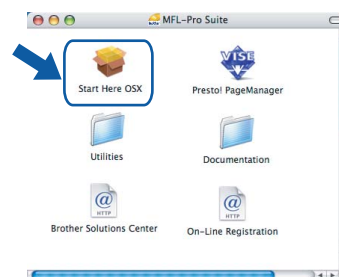 MFL-Pro Suite
VISE
Start Here OSX
Presto! PageManager
Utilities
Documentation
@
HTTP
@
HTTP
Brother Solutions Center
On-Line Registration